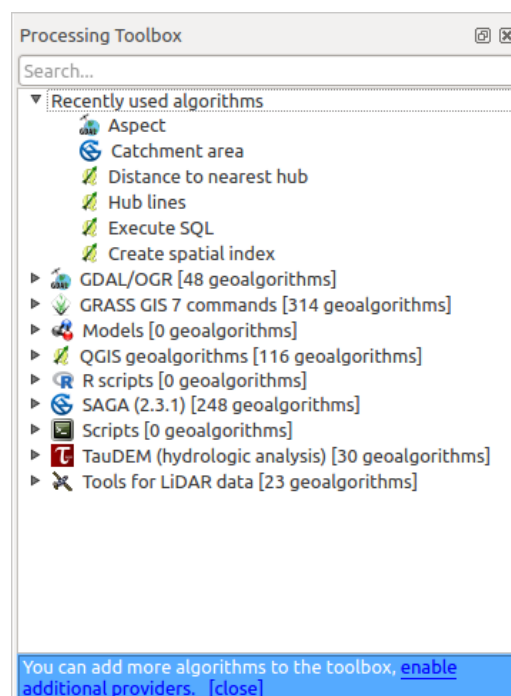 Processing Toolbox
Search...
Recently used algorithms
Aspect
Catchment area
Distance to nearest hub
Hub lines
Execute SQL
Create spatial index
GDAL/OGR [48 geoalgorithms]
GRASS GIS 7 commands [314 geoalgorithms]
Models [0 geoalgorithms]
QGIS geoalgorithms [116 geoalgorithms]
R scripts [0 geoalgorithms]
SAGA (2.3.1) [248 geoalgorithms]
Scripts [0 geoalgorithms]
TauDEM (hydrologic analysis) [30 geoalgorithms]
Tools for LiDAR data [23 geoalgorithms]
You can add more algorithms to the toolbox, enable
additional providers. [close]